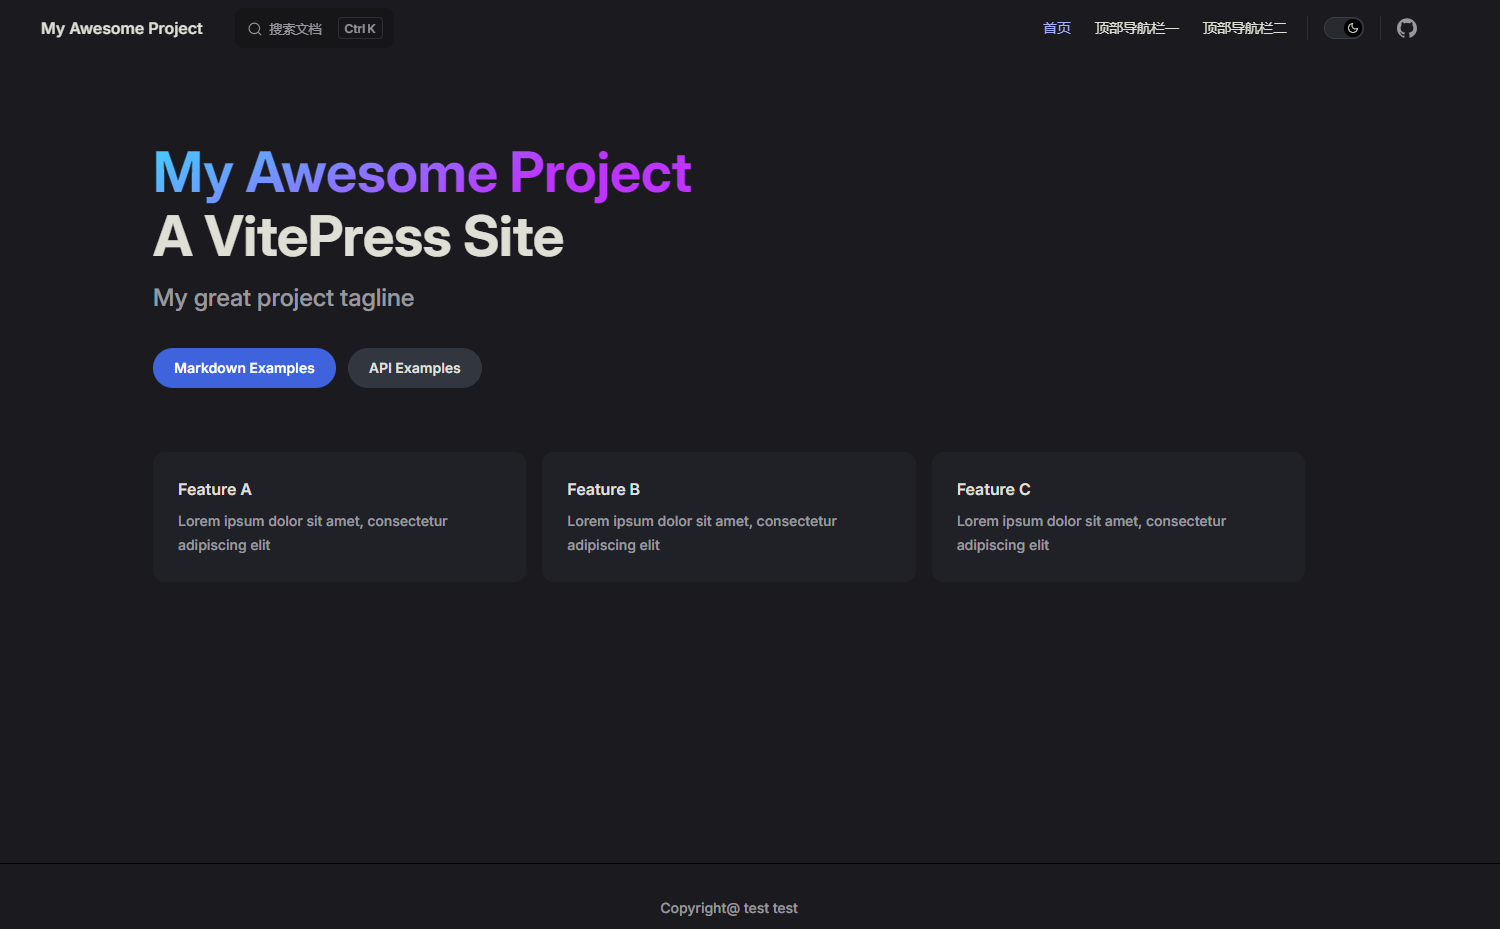 My Awesome Project
搜索文档 Ctrl K
首页 顶部导航栏一 顶部导航栏二
My Awesome Project
A VitePress Site
My great project tagline
Markdown Examples
API Examples
Feature A
Lorem ipsum dolor sit amet, consectetur
adipiscing elit
Feature B
Lorem ipsum dolor sit amet, consectetur
adipiscing elit
Feature C
Lorem ipsum dolor sit amet, consectetur
adipiscing elit
Copyright@ test test